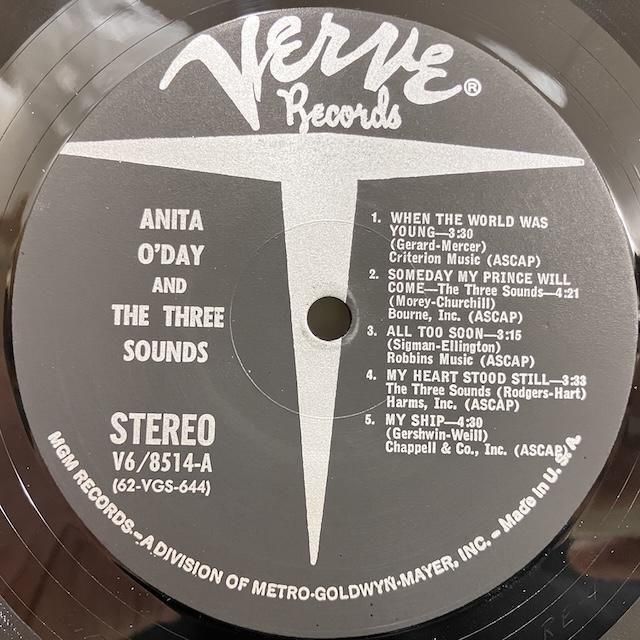 VERVE ®
Records
ANITA
O'DAY
AND
THE THREE
SOUNDS
STEREO
V6/8514-A
(62-VGS-644)
1. WHEN THE WORLD WAS
YOUNG—3:30
(Gerard-Mercer)
Criterion Music (ASCAP)
2. SOMEDAY MY PRINCE WILL
COME—The Three Sounds—4:21
(Morey-Churchill)
Bourne, Inc. (ASCAP)
3. ALL TOO SOON—3:15
(Sigman-Ellington)
Robbins Music (ASCAP)
4. MY HEART STOOD STILL—3:33
The Three Sounds (Rodgers-Hart)
Harms, Inc. (ASCAP)
5. MY SHIP—4:30
(Gershwin-Weill)
Chappell & Co., Inc. (ASCAP)
MGM RECORDS—A DIVISION OF METRO-GOLDWYN-MAYER, INC. – Made in U.S.A.